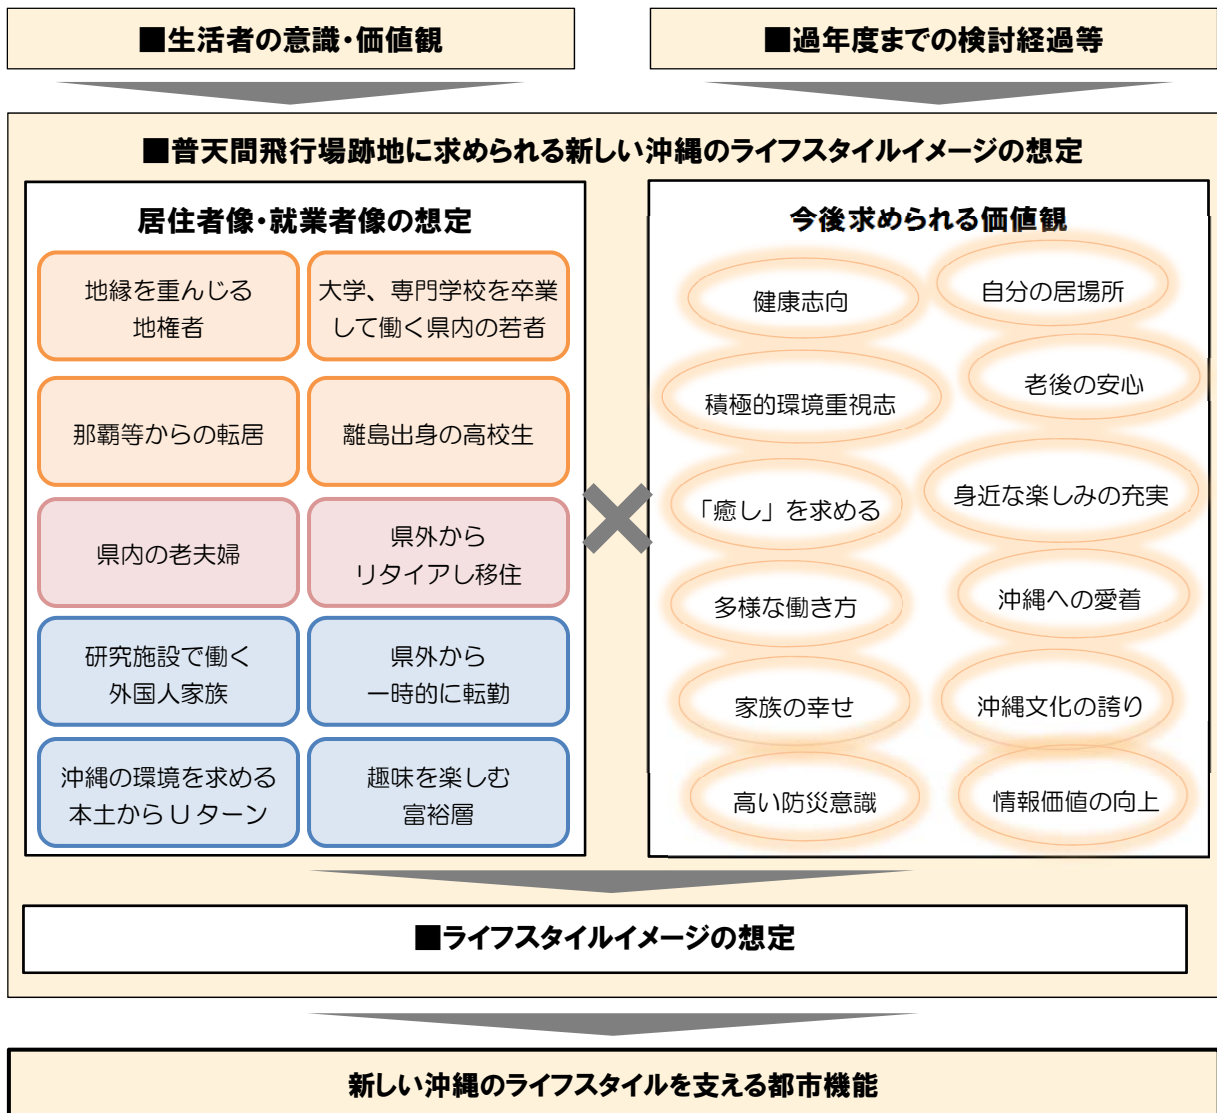 ■生活者の意識・価値観
■過年度までの検討経過等
■普天間飛行場跡地に求められる新しい沖縄のライフスタイルイメージの想定
居住者像・就業者像の想定
地縁を重んじる
地権者
大学、専門学校を卒業
して働く県内の若者
那覇等からの転居
離島出身の高校生
県内の老夫婦
県外から
リタイアし移住
研究施設で働く
外国人家族
県外から
一時的に転勤
沖縄の環境を求める
本土からUターン
趣味を楽しむ
富裕層
×
今後求められる価値観
健康志向
自分の居場所
積極的環境重視志
老後の安心
「癒し」を求める
身近な楽しみの充実
多様な働き方
沖縄への愛着
家族の幸せ
沖縄文化の誇り
高い防災意識
情報価値の向上
■ライフスタイルイメージの想定
新しい沖縄のライフスタイルを支える都市機能